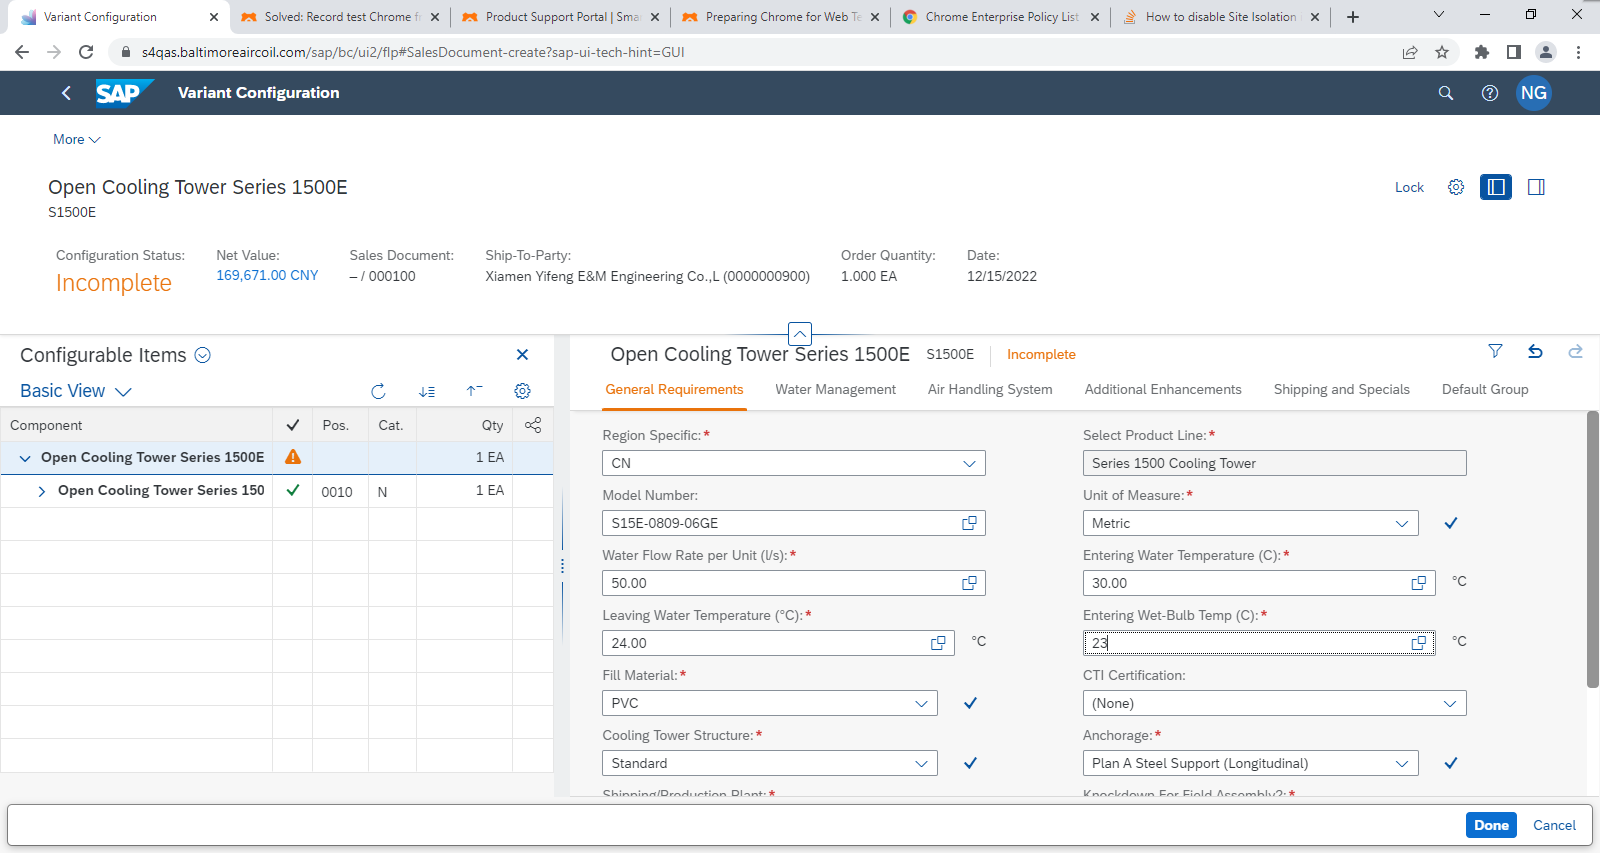 Variant Configuration
Solved: Record test Chrome f
Product Support Portal | Sma
Preparing Chrome for Web Te
Chrome Enterprise Policy List
How to disable Site Isolation
s4qas.baltimoreaircoil.com/sap/bc/ui2/flp#SalesDocument-create?sap-ui-tech-hint=GUI
SAP
Variant Configuration
NG
More
Open Cooling Tower Series 1500E
Lock
S1500E
Configuration Status: Net Value: Sales Document: Ship-To-Party: Order Quantity: Date:
Incomplete 169,671.00 CNY – / 000100 Xiamen Yifeng E&M Engineering Co.,L (0000000900) 1.000 EA 12/15/2022
Configurable Items
Basic View
Component Pos. Cat. Qty
Open Cooling Tower Series 1500E 1 EA
Open Cooling Tower Series 150 0010 N 1 EA
Open Cooling Tower Series 1500E S1500E Incomplete
General Requirements Water Management Air Handling System Additional Enhancements Shipping and Specials Default Group
Region Specific:* Select Product Line:*
CN Series 1500 Cooling Tower
Model Number: Unit of Measure:*
S15E-0809-06GE Metric
Water Flow Rate per Unit (l/s):* Entering Water Temperature (C):*
50.00 30.00 °C
Leaving Water Temperature (°C):* Entering Wet-Bulb Temp (C):*
24.00 °C 23 °C
Fill Material:* CTI Certification:
PVC (None)
Cooling Tower Structure:* Anchorage:*
Standard Plan A Steel Support (Longitudinal)
Shipping/Production Plant:* Knockdown For Field Assembly?:*
Done Cancel